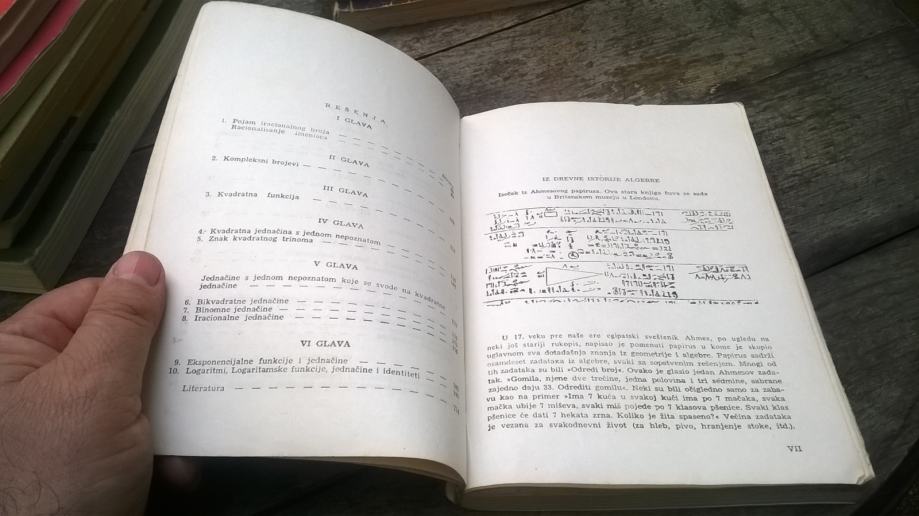 REŠENJA
I GLAVA
1. Pojam iracionalnog broja
Racionalisanje imenioca
II GLAVA
2. Kompleksni brojevi
III GLAVA
3. Kvadratna funkcija
IV GLAVA
4. Kvadratna jednačina s jednom nepoznatom
5. Znak kvadratnog trinoma
V GLAVA
Jednačine s jednom nepoznatom koje se svode na kvadratne
jednačine
6. Bikvadratne jednačine
7. Binomne jednačine
8. Iracionalne jednačine
VI GLAVA
9. Eksponencijalne funkcije i jednačine
10. Logaritmi, Logaritamske funkcije, jednačine i identiteti
Literatura
IZ DREVNE ISTORIJE ALGEBRE
Isečak iz Ahmesovog papirusa. Ova stara knjiga čuva se sada
u Britanskom muzeju u Londonu.
U 17. veku pre naše ere egipatski sveštenik Ahmes, po ugledu na
neki još stariji rukopis, napisao je pomenuti papirus u kome je skupio
uglavnom sva dotadašnja znanja iz geometrije i algebre. Papirus sadrži
osamdeset zadataka iz algebre, svaki sa sopstvenim rešenjem. Mnogi od
tih zadataka su bili »Odredi broj«. Ovako je glasio jedan Ahmesov zada-
tak. »Gomila, njene dve trećine, jedna polovina i tri sedmine, sabrane
zajedno daju 33. Odrediti gomilu«. Neki su bili očigledno samo za zaba-
vu kao na primer »Ima 7 kuća u svakoj kući ima po 7 mačaka, svaka
mačka ubije 7 miševa, svaki miš pojede po 7 klasova pšenice. Svaki klas
pšenice će dati 7 hekata zrna. Koliko je žita spaseno?« Većina zadataka
je vezana za svakodnevni život (za hleb, pivo, hranjenje stoke, itd.).
VII